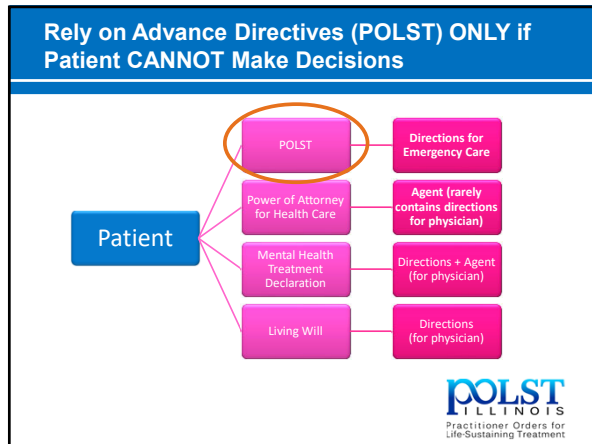 Rely on Advance Directives (POLST) ONLY if
Patient CANNOT Make Decisions
Patient
POLST
Directions for
Emergency Care
Power of Attorney
for Health Care
Agent (rarely
contains directions
for physician)
Mental Health
Treatment
Declaration
Directions + Agent
(for physician)
Living Will
Directions
(for physician)
POLST
ILLINOIS
Practitioner Orders for
Life-Sustaining Treatment